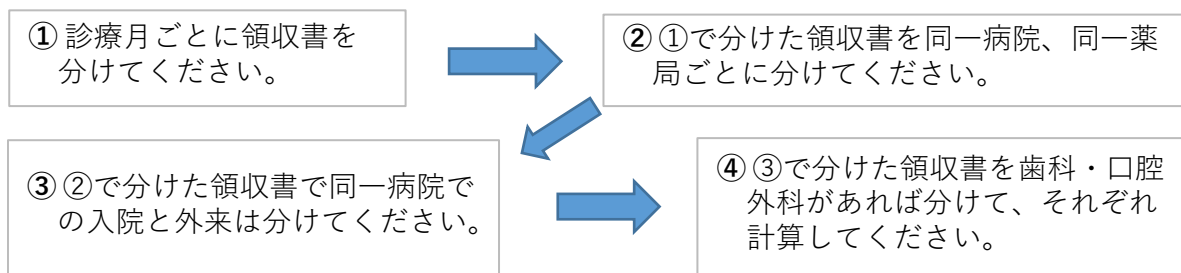 ① 診療月ごとに領収書を
分けてください。
② ①で分けた領収書を同一病院、同一薬
局ごとに分けてください。
③ ②で分けた領収書で同一病院で
の入院と外来は分けてください。
④ ③で分けた領収書を歯科・口腔
外科があれば分けて、それぞれ
計算してください。